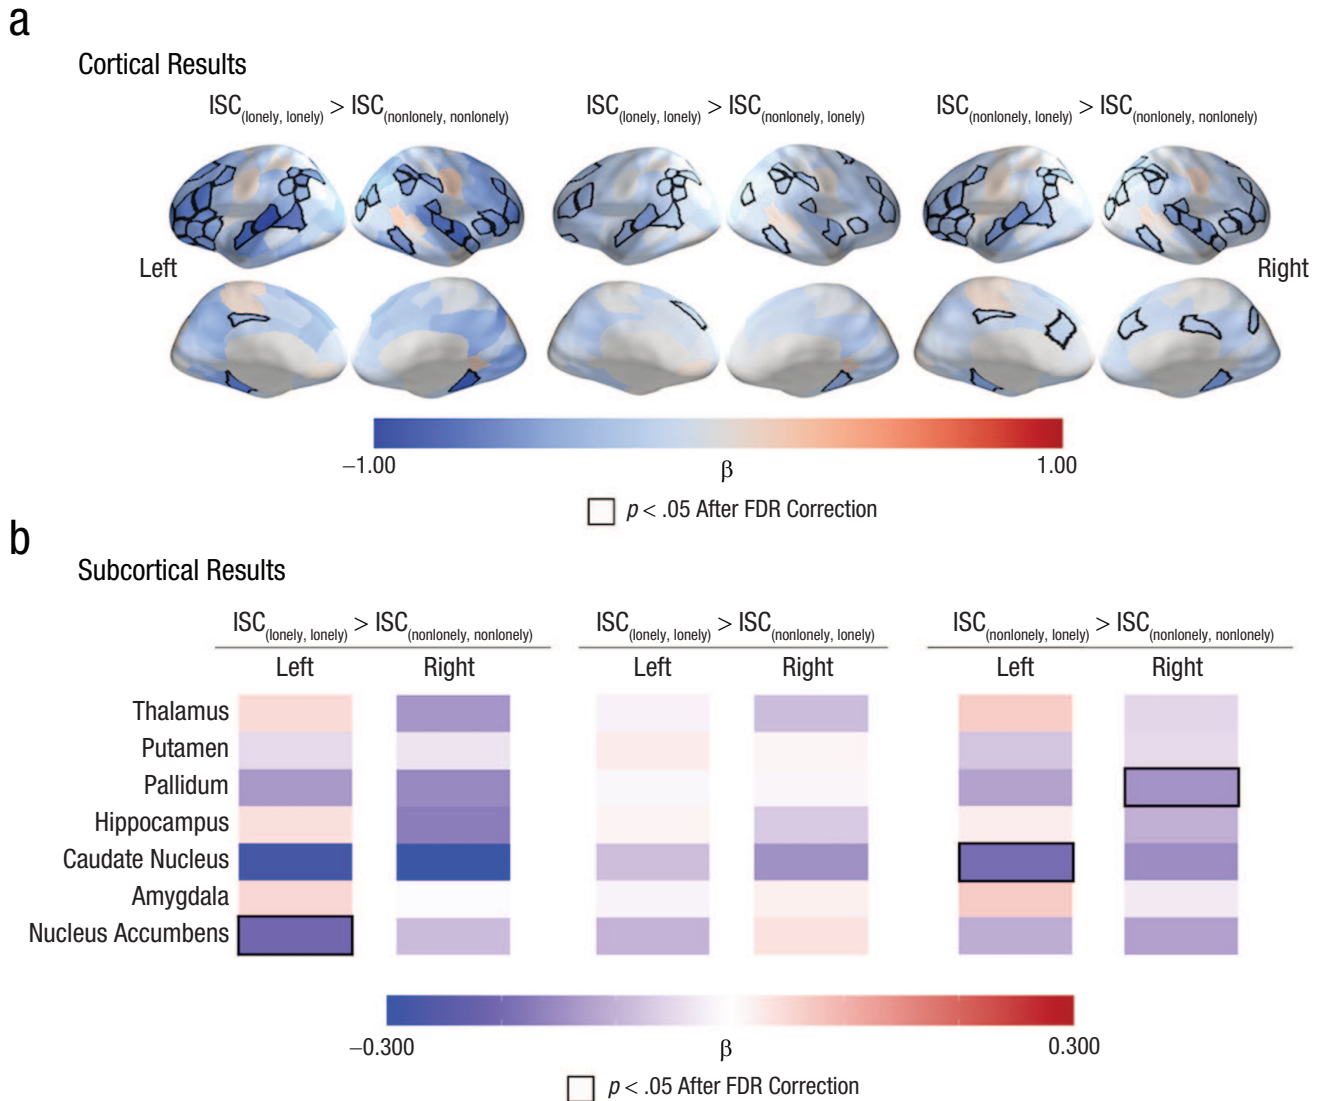 a
Cortical Results
ISC(lonely, lonely) > ISC(nonlonely, nonlonely)
ISC(lonely, lonely) > ISC(nonlonely, lonely)
ISC(nonlonely, lonely) > ISC(nonlonely, nonlonely)
Left
Right
−1.00
β
1.00
p < .05 After FDR Correction
b
Subcortical Results
ISC(lonely, lonely) > ISC(nonlonely, nonlonely)
ISC(lonely, lonely) > ISC(nonlonely, lonely)
ISC(nonlonely, lonely) > ISC(nonlonely, nonlonely)
Left Right
Left Right
Left Right
Thalamus
Putamen
Pallidum
Hippocampus
Caudate Nucleus
Amygdala
Nucleus Accumbens
−0.300
β
0.300
p < .05 After FDR Correction